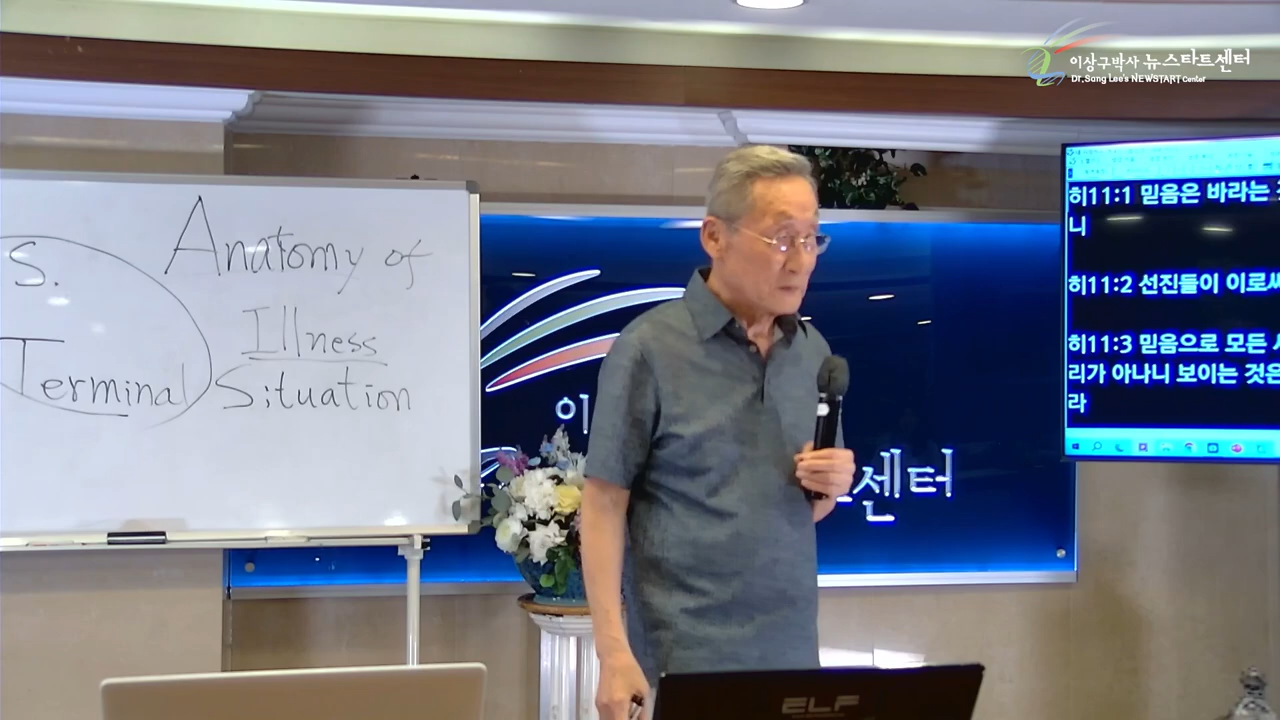 이상구박사 뉴스타트센터
Dr. Sang Lee's NEWSTART Center
S.
Terminal
Anatomy of
Illness
Situation
이
센터
히11:1 믿음은 바라는
니
히11:2 선진들이 이로써
히11:3 믿음으로 모든
리가 아나니 보이는 것은
라
ELF